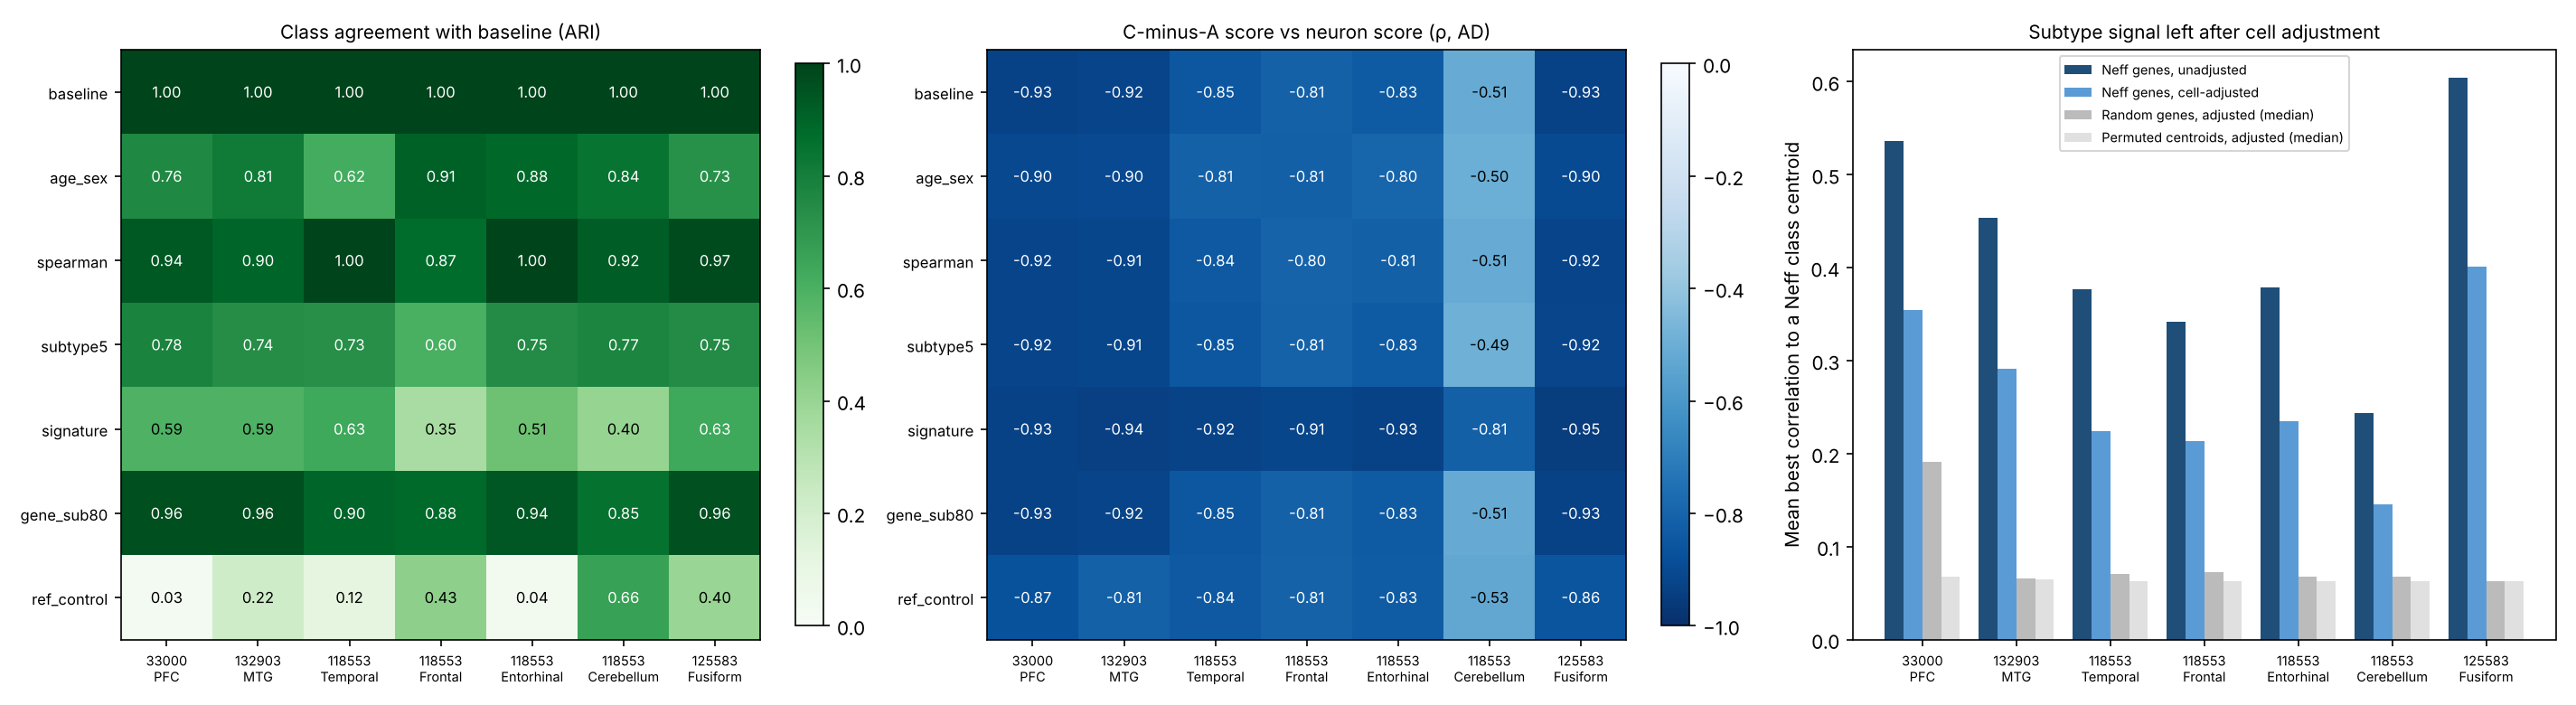 Class agreement with baseline (ARI)
baseline
1.00 1.00 1.00 1.00 1.00 1.00 1.00
age_sex
0.76 0.81 0.62 0.91 0.88 0.84 0.73
spearman
0.94 0.90 1.00 0.87 1.00 0.92 0.97
subtype5
0.78 0.74 0.73 0.60 0.75 0.77 0.75
signature
0.59 0.59 0.63 0.35 0.51 0.40 0.63
gene_sub80
0.96 0.96 0.90 0.88 0.94 0.85 0.96
ref_control
0.03 0.22 0.12 0.43 0.04 0.66 0.40
33000 132903 118553 118553 118553 118553 125583
PFC MTG Temporal Frontal Entorhinal Cerebellum Fusiform
1.0
0.8
0.6
0.4
0.2
0.0
C-minus-A score vs neuron score (ρ, AD)
baseline
-0.93 -0.92 -0.85 -0.81 -0.83 -0.51 -0.93
age_sex
-0.90 -0.90 -0.81 -0.81 -0.80 -0.50 -0.90
spearman
-0.92 -0.91 -0.84 -0.80 -0.81 -0.51 -0.92
subtype5
-0.92 -0.91 -0.85 -0.81 -0.83 -0.49 -0.92
signature
-0.93 -0.94 -0.92 -0.91 -0.93 -0.81 -0.95
gene_sub80
-0.93 -0.92 -0.85 -0.81 -0.83 -0.51 -0.93
ref_control
-0.87 -0.81 -0.84 -0.81 -0.83 -0.53 -0.86
33000 132903 118553 118553 118553 118553 125583
PFC MTG Temporal Frontal Entorhinal Cerebellum Fusiform
0.0
−0.2
−0.4
−0.6
−0.8
−1.0
Subtype signal left after cell adjustment
Mean best correlation to a Neff class centroid
0.6
0.5
0.4
0.3
0.2
0.1
0.0
Neff genes, unadjusted
Neff genes, cell-adjusted
Random genes, adjusted (median)
Permuted centroids, adjusted (median)
33000 132903 118553 118553 118553 118553 125583
PFC MTG Temporal Frontal Entorhinal Cerebellum Fusiform